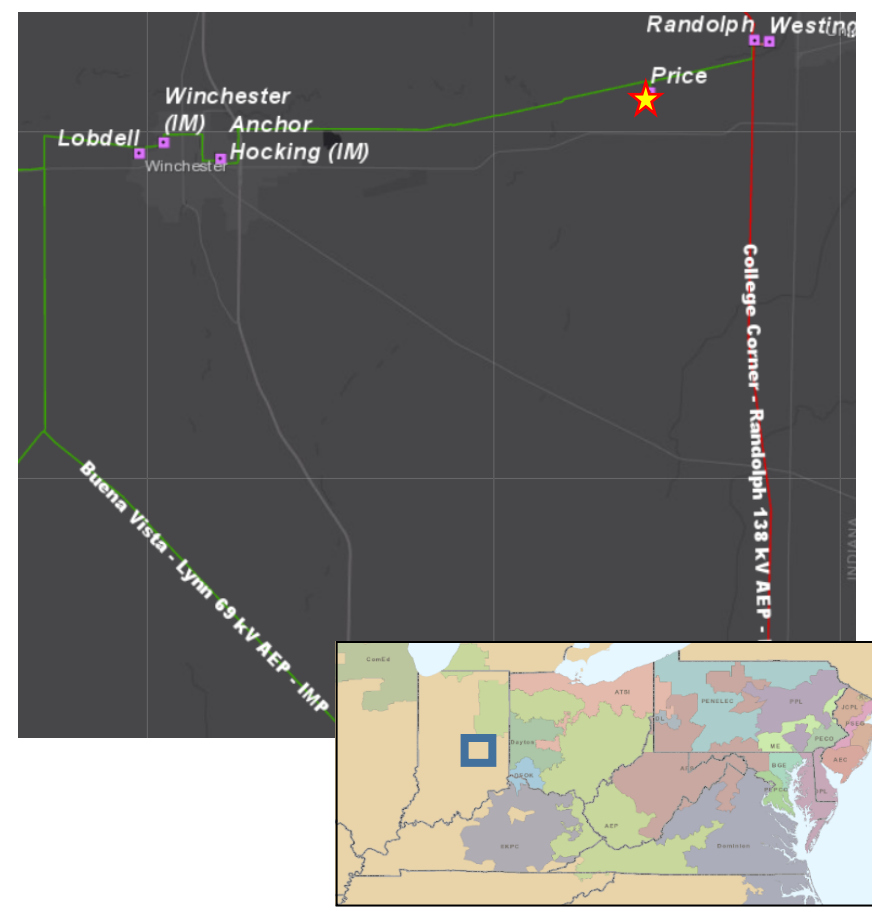 Randolph
Westing
Price
Winchester
(IM)
Anchor
Hocking (IM)
Lobdell
Winchester
College Corner - Randolph 138 kV AEP -
INDIANA
Buena Vista - Lynn 69 kV AEP - IMP
ComEd
ATSI
PENELEC
PPL
JCPL
PSEG
DL
Dayton
ME
PECO
AEC
BGE
DEOK
PEPCO
DPL
AEP
EKPC
Dominion